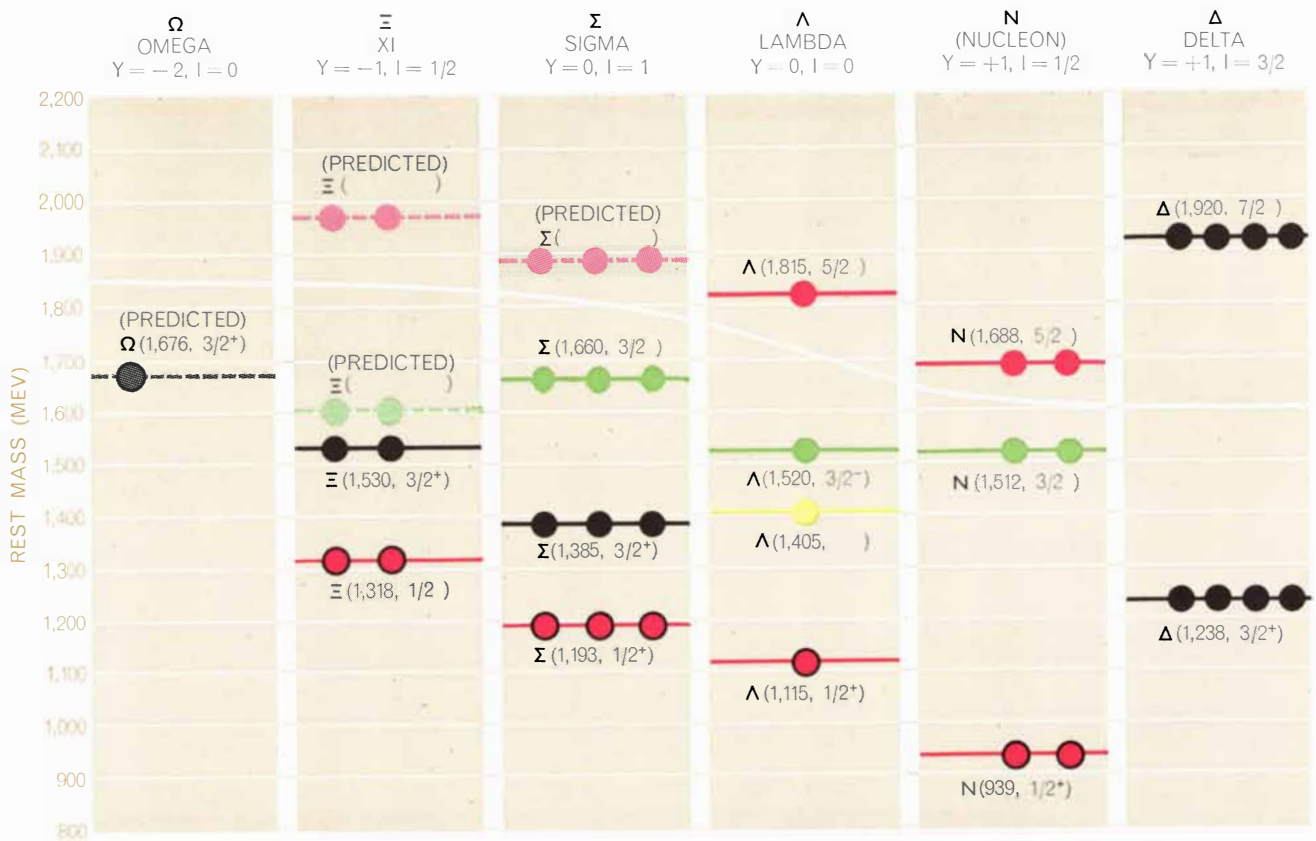 Ω
OMEGA
Y = − 2, I = 0
Ξ
XI
Y = −1, I = 1/2
Σ
SIGMA
Y = 0, I = 1
Λ
LAMBDA
Y = 0, I = 0
N
(NUCLEON)
Y = +1, I = 1/2
Δ
DELTA
Y = +1, I = 3/2
REST MASS (MEV)
2,200
2,100
2,000
1,900
1,800
1,700
1,600
1,500
1,400
1,300
1,200
1,100
1,000
900
800
(PREDICTED)
Ω (1,676, 3/2⁺)
(PREDICTED)
Ξ ( )
(PREDICTED)
Ξ ( )
Ξ (1,530, 3/2⁺)
Ξ (1,318, 1/2 )
(PREDICTED)
Σ ( )
Σ (1,660, 3/2 )
Σ (1,385, 3/2⁺)
Σ (1,193, 1/2⁺)
Λ (1,815, 5/2 )
Λ (1,520, 3/2⁻)
Λ (1,405, )
Λ (1,115, 1/2⁺)
N (1,688, 5/2 )
N (1,512, 3/2 )
N (939, 1/2⁺)
Δ (1,920, 7/2 )
Δ (1,238, 3/2⁺)